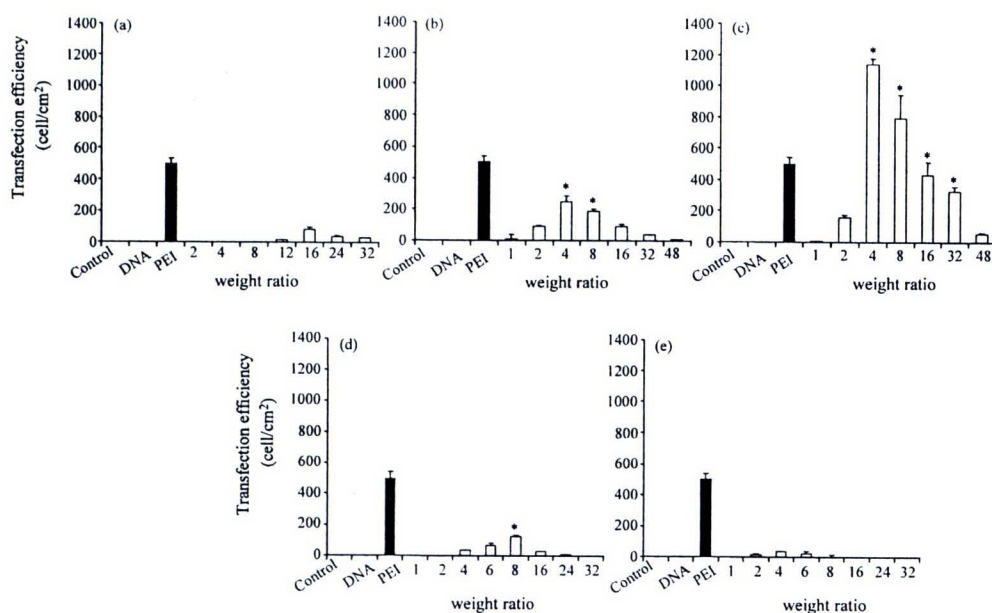 Transfection efficiency
(cell/cm²)
(a)
1400
1200
1000
800
600
400
200
0
Control
DNA
PEI
2
4
8
12
16
24
32
weight ratio
(b)
1400
1200
1000
800
600
400
200
0
*
*
Control
DNA
PEI
1
2
4
8
16
32
48
weight ratio
(c)
1400
1200
1000
800
600
400
200
0
*
*
*
*
Control
DNA
PEI
1
2
4
8
16
32
48
weight ratio
Transfection efficiency
(cell/cm²)
(d)
1400
1200
1000
800
600
400
200
0
*
Control
DNA
PEI
1
2
4
6
8
16
24
32
weight ratio
(e)
1400
1200
1000
800
600
400
200
0
Control
DNA
PEI
1
2
4
6
8
16
24
32
weight ratio